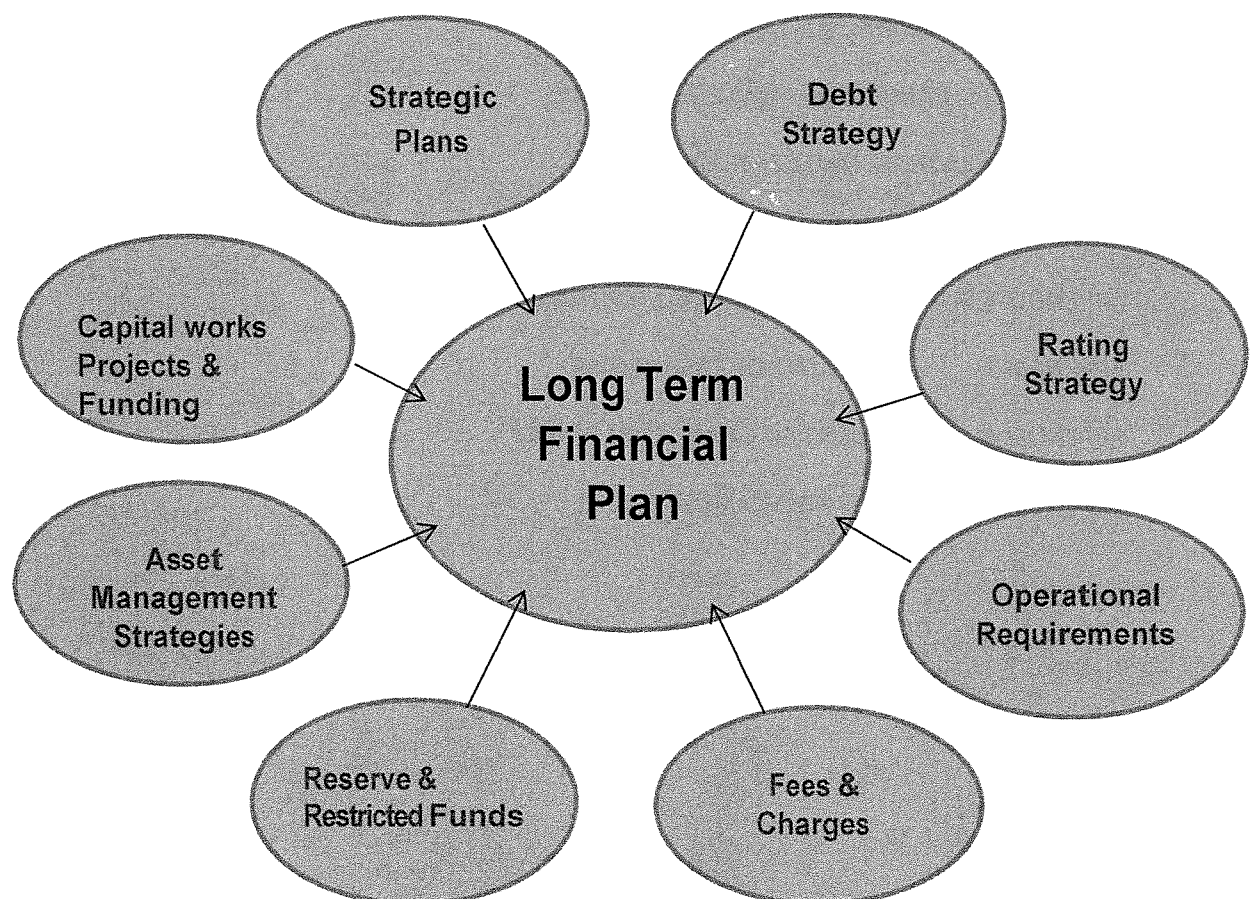 Strategic
Plans
Debt
Strategy
Capital works
Projects &
Funding
Long Term
Financial
Plan
Rating
Strategy
Asset
Management
Strategies
Operational
Requirements
Reserve &
Restricted Funds
Fees &
Charges